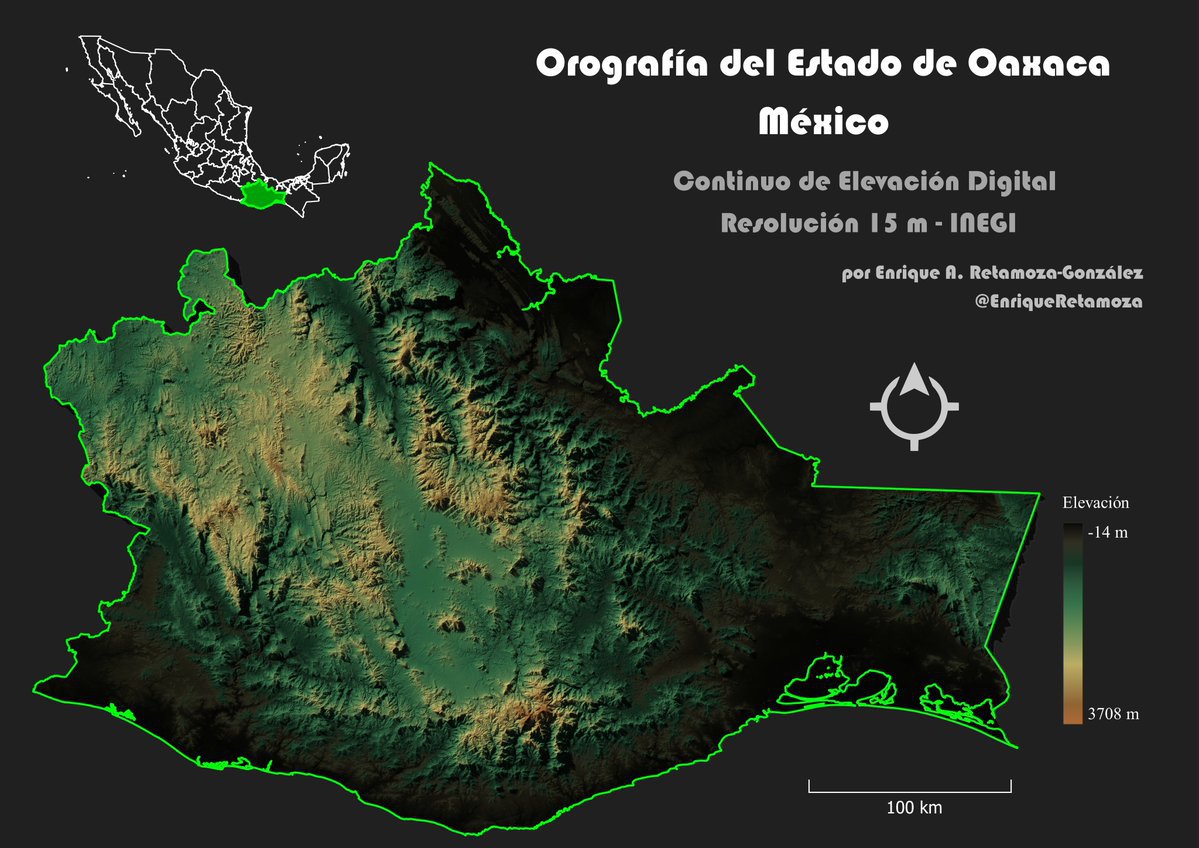 Orografía del Estado de Oaxaca
México
Continuo de Elevación Digital
Resolución 15 m - INEGI
por Enrique A. Retamoza-González
@EnriqueRetamoza
Elevación
-14 m
3708 m
100 km